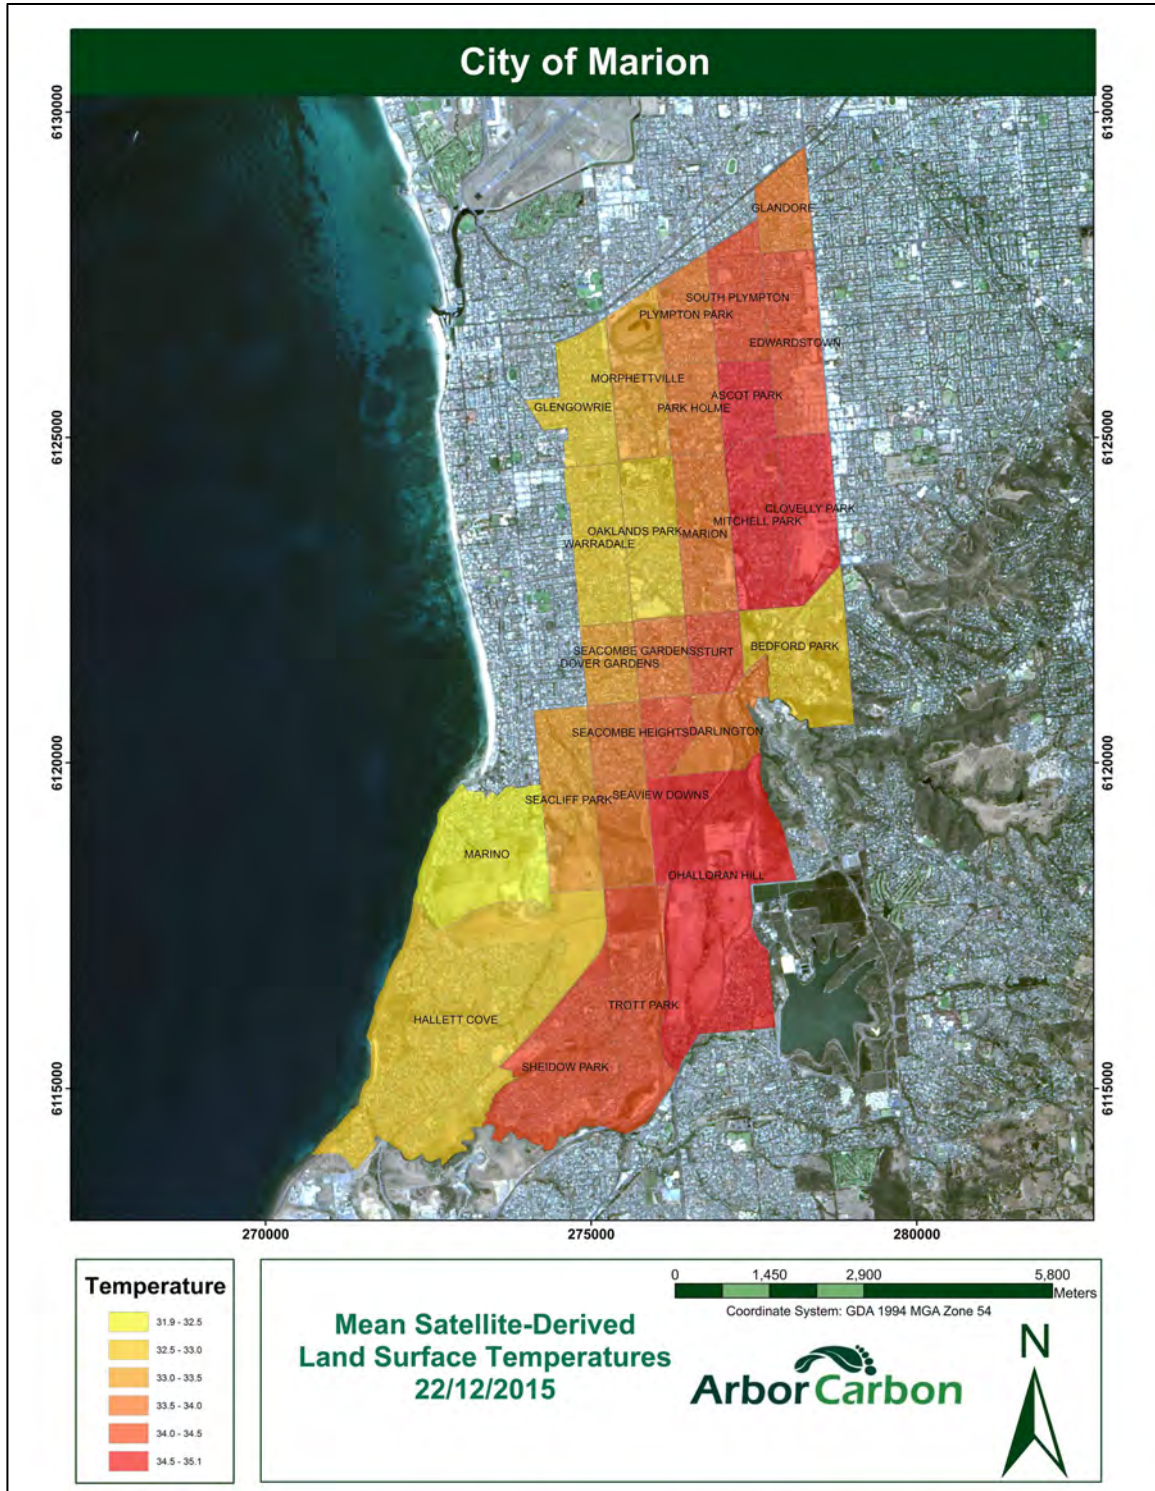 City of Marion
6130000
6130000
GLANDORE
SOUTH PLYMPTON
PLYMPTON PARK
EDWARDSTOWN
MORPHETTVILLE
ASCOT PARK
GLENGOWRIE
PARK HOLME
6125000
6125000
CLOVELLY PARK
MITCHELL PARK
OAKLANDS PARK
MARION
WARRADALE
BEDFORD PARK
SEACOMBE GARDENS
STURT
DOVER GARDENS
SEACOMBE HEIGHTS
DARLINGTON
6120000
6120000
SEAVIEW DOWNS
SEACLIFF PARK
MARINO
OHALLORAN HILL
TROTT PARK
HALLETT COVE
SHEIDOW PARK
6115000
6115000
270000
275000
280000
Temperature
31.9 - 32.5
32.5 - 33.0
33.0 - 33.5
33.5 - 34.0
34.0 - 34.5
34.5 - 35.1
Mean Satellite-Derived
Land Surface Temperatures
22/12/2015
0 1,450 2,900 5,800
Meters
Coordinate System: GDA 1994 MGA Zone 54
ArborCarbon
N